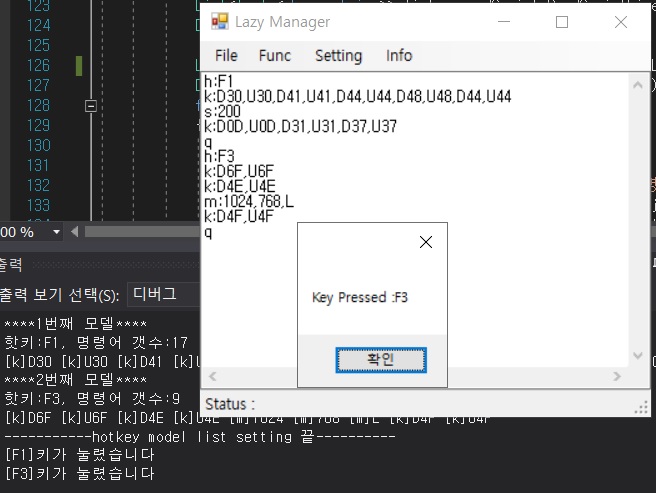 123
125
126
127
128
129
130
131
132
133
00 %
출력
출력 보기 선택(S): 디버그
Lazy Manager
File Func Setting Info
h:F1
k:D30,U30,D41,U41,D44,U44,D48,U48,D44,U44
s:200
k:D0D,U0D,D31,U31,D37,U37
q
h:F3
k:D6F,U6F
k:D4E,U4E
m:1024,768,L
k:D4F,U4F
q
Key Pressed :F3
확인
Status :
****1번째 모델****
핫키:F1, 명령어 갯수:17
[k]D30 [k]U30 [k]D41 [k]
****2번째 모델****
핫키:F3, 명령어 갯수:9
[k]D6F [k]U6F [k]D4E [k]U4E [m]1024 [m]768 [m]L [k]D4F [k]U4F
-----------hotkey model list setting 끝----------
[F1]키가 눌렸습니다
[F3]키가 눌렸습니다